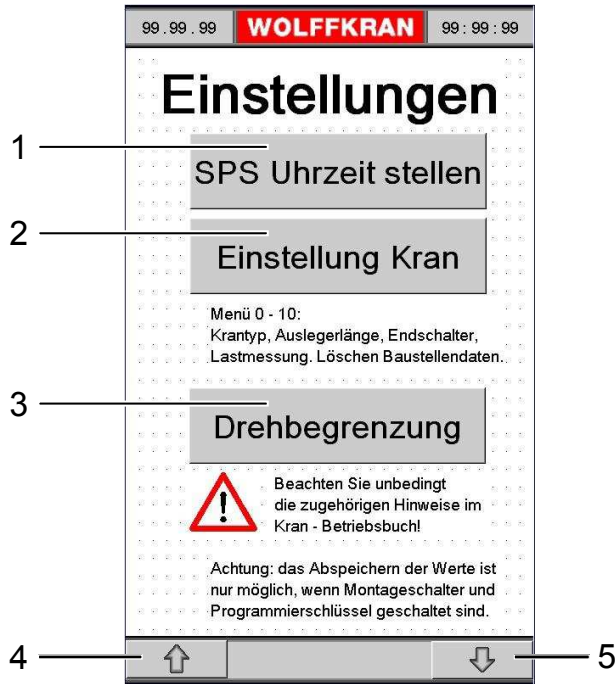 99.99.99 WOLFFKRAN 99:99:99
Einstellungen
1
SPS Uhrzeit stellen
2
Einstellung Kran
Menü 0 - 10:
Krantyp, Auslegerlänge, Endschalter,
Lastmessung. Löschen Baustellendaten.
3
Drehbegrenzung
Beachten Sie unbedingt
die zugehörigen Hinweise im
Kran - Betriebsbuch!
Achtung: das Abspeichern der Werte ist
nur möglich, wenn Montageschalter und
Programmierschlüssel geschaltet sind.
4
5